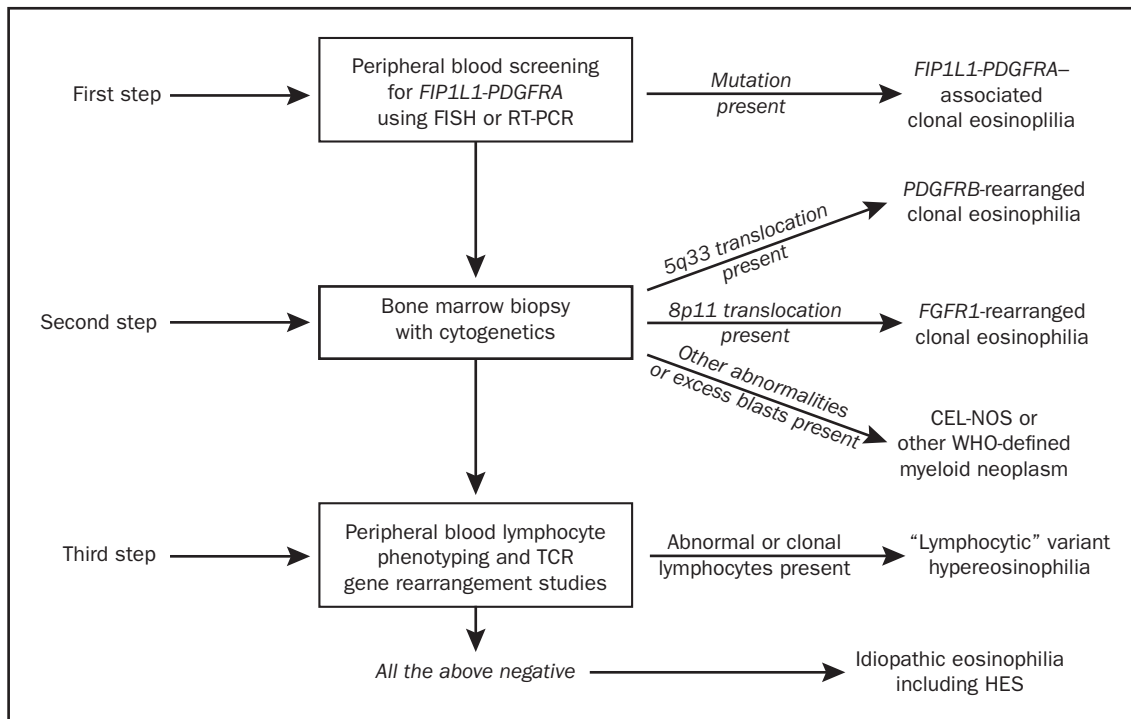 First step
Peripheral blood screening
for FIP1L1-PDGFRA
using FISH or RT-PCR
Mutation
present
FIP1L1-PDGFRA–
associated
clonal eosinoplilia
5q33 translocation
present
PDGFRB-rearranged
clonal eosinophilia
Second step
Bone marrow biopsy
with cytogenetics
8p11 translocation
present
FGFR1-rearranged
clonal eosinophilia
Other abnormalities
or excess blasts present
CEL-NOS or
other WHO-defined
myeloid neoplasm
Third step
Peripheral blood lymphocyte
phenotyping and TCR
gene rearrangement studies
Abnormal or clonal
lymphocytes present
“Lymphocytic” variant
hypereosinophilia
All the above negative
Idiopathic eosinophilia
including HES